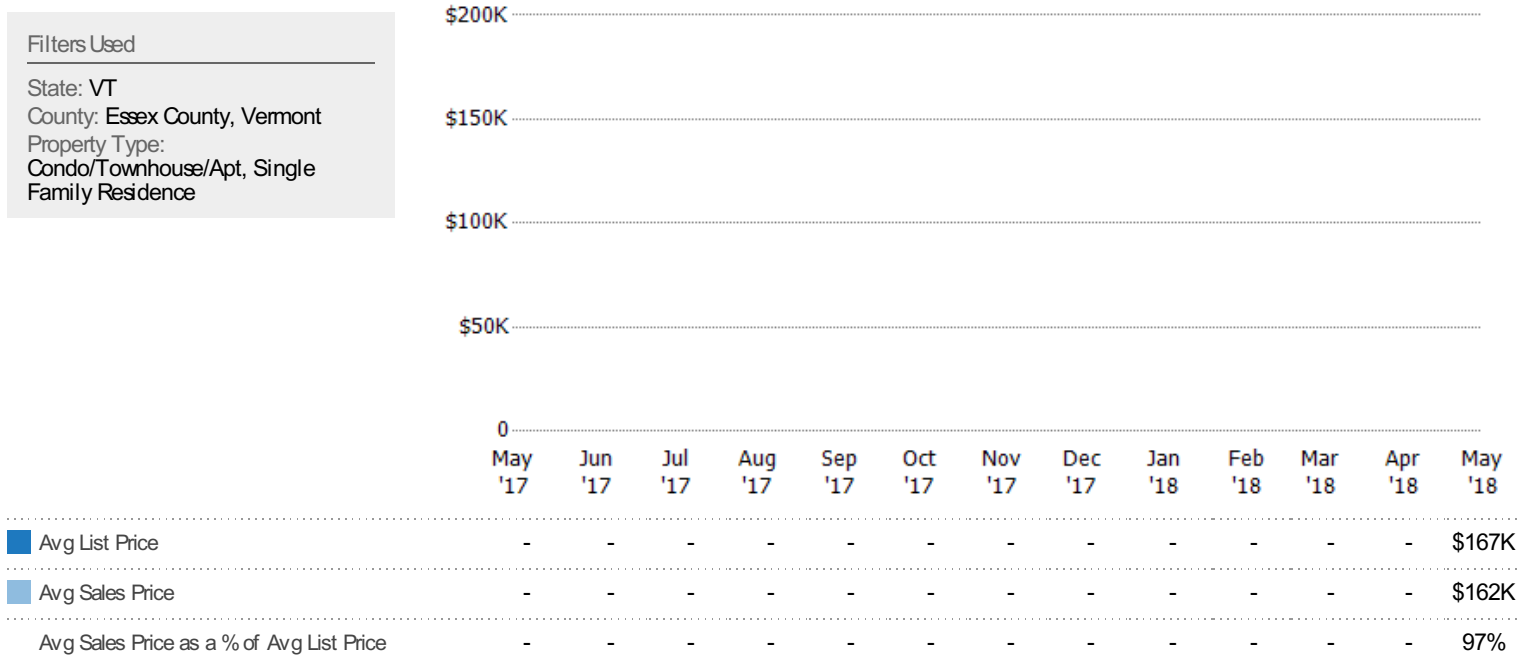 Filters Used
State: VT
County: Essex County, Vermont
Property Type:
Condo/Townhouse/Apt, Single
Family Residence
$200K
$150K
$100K
$50K
0
May Jun Jul Aug Sep Oct Nov Dec Jan Feb Mar Apr May
'17 '17 '17 '17 '17 '17 '17 '17 '18 '18 '18 '18 '18
Avg List Price - - - - - - - - - - - - $167K
Avg Sales Price - - - - - - - - - - - - $162K
Avg Sales Price as a % of Avg List Price - - - - - - - - - - - - 97%